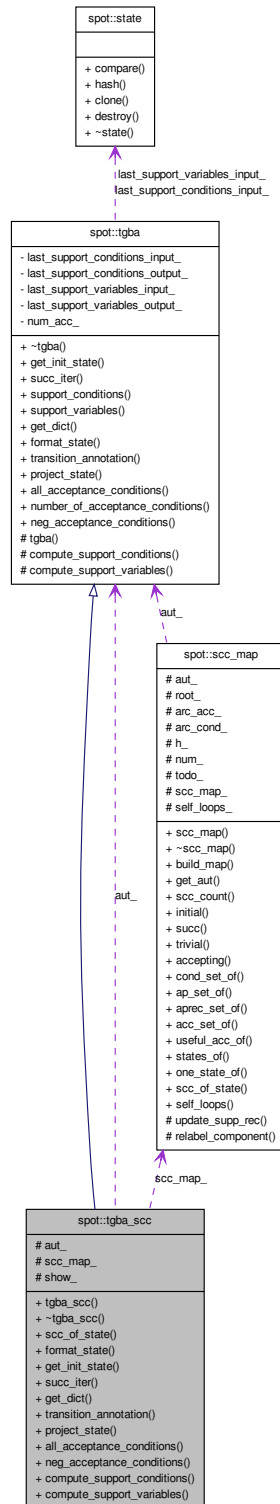 spot::state
+ compare()
+ hash()
+ clone()
+ destroy()
+ ~state()
last_support_variables_input_
last_support_conditions_input_
spot::tgba
- last_support_conditions_input_
- last_support_conditions_output_
- last_support_variables_input_
- last_support_variables_output_
- num_acc_
+ ~tgba()
+ get_init_state()
+ succ_iter()
+ support_conditions()
+ support_variables()
+ get_dict()
+ format_state()
+ transition_annotation()
+ project_state()
+ all_acceptance_conditions()
+ number_of_acceptance_conditions()
+ neg_acceptance_conditions()
# tgba()
# compute_support_conditions()
# compute_support_variables()
aut_
spot::scc_map
# aut_
# root_
# arc_acc_
# arc_cond_
# h_
# num_
# todo_
# scc_map_
# self_loops_
+ scc_map()
+ ~scc_map()
+ build_map()
+ get_aut()
+ scc_count()
+ initial()
+ succ()
+ trivial()
+ accepting()
+ cond_set_of()
+ ap_set_of()
+ aprec_set_of()
+ acc_set_of()
+ useful_acc_of()
+ states_of()
+ one_state_of()
+ scc_of_state()
+ self_loops()
# update_supp_rec()
# relabel_component()
aut_
scc_map_
spot::tgba_scc
# aut_
# scc_map_
# show_
+ tgba_scc()
+ ~tgba_scc()
+ scc_of_state()
+ format_state()
+ get_init_state()
+ succ_iter()
+ get_dict()
+ transition_annotation()
+ project_state()
+ all_acceptance_conditions()
+ neg_acceptance_conditions()
+ compute_support_conditions()
+ compute_support_variables()